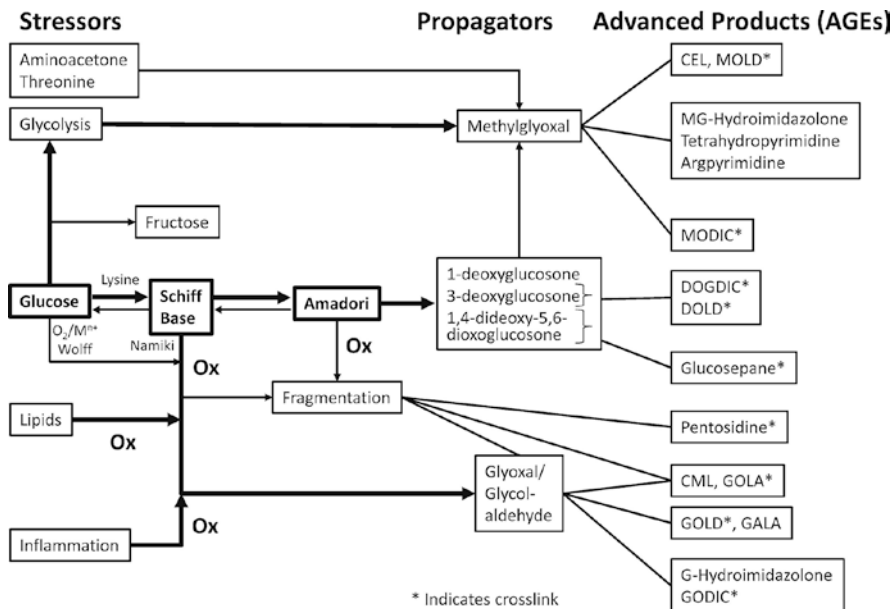 Stressors
Propagators
Advanced Products (AGEs)
Aminoacetone
Threonine
CEL, MOLD*
Glycolysis
Methylglyoxal
MG-Hydroimidazolone
Tetrahydropyrimidine
Argpyrimidine
Fructose
MODIC*
Lysine
Glucose
Schiff
Base
Amadori
1-deoxyglucosone
3-deoxyglucosone
1,4-dideoxy-5,6-
dioxoglucosone
DOGDIC*
DOLD*
O2/Mn+
Wolff
Namiki
Ox
Ox
Glucosepane*
Fragmentation
Lipids
Ox
Pentosidine*
Glyoxal/
Glycol-
aldehyde
CML, GOLA*
Ox
GOLD*, GALA
Inflammation
G-Hydroimidazolone
GODIC*
* Indicates crosslink